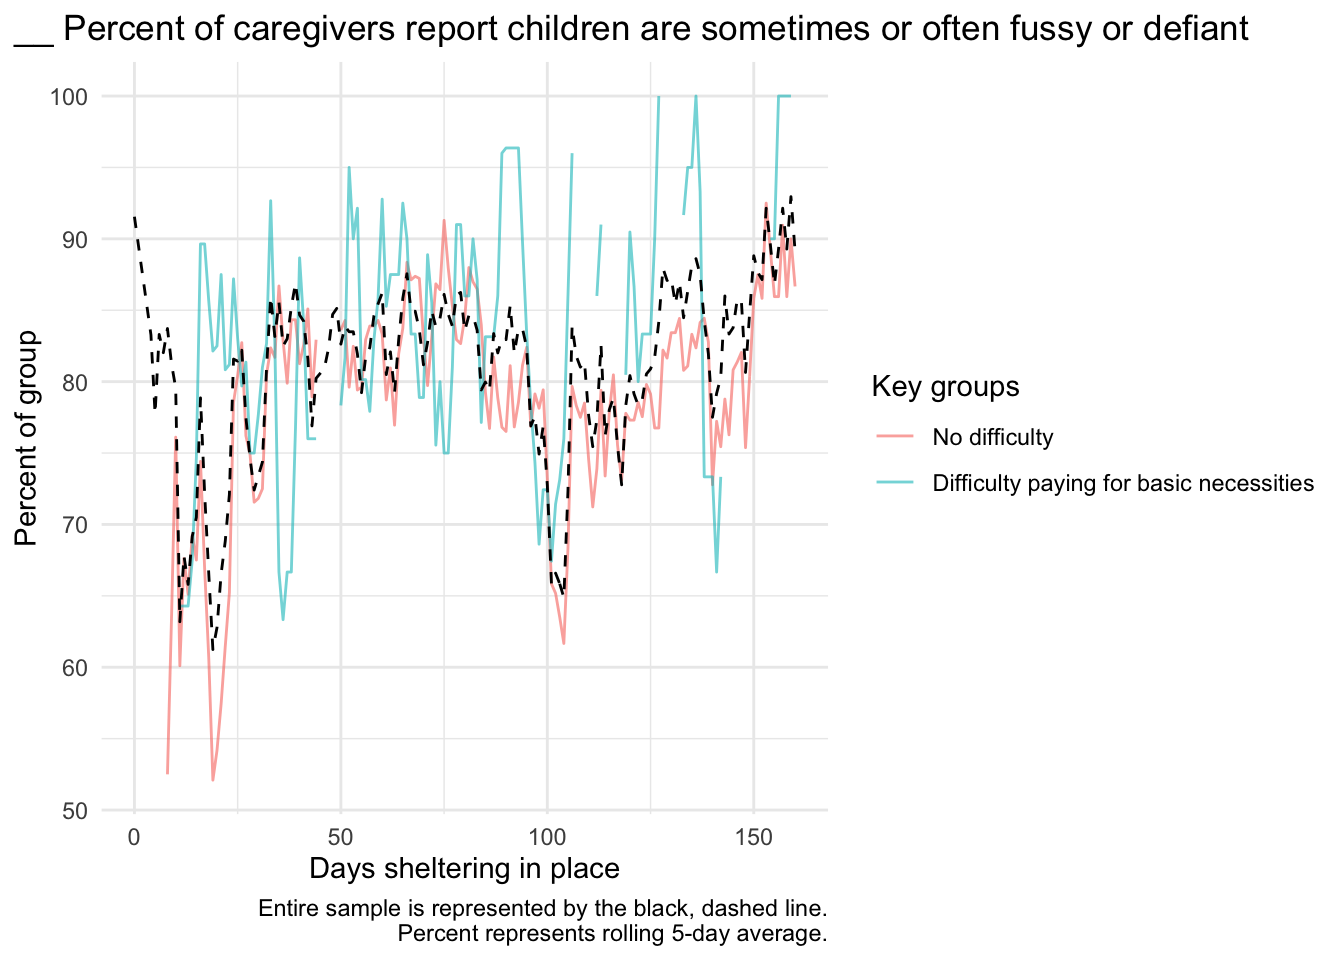 __ Percent of caregivers report children are sometimes or often fussy or defiant
100
90
80
70
60
50
Percent of group
0 50 100 150
Days sheltering in place
Key groups
No difficulty
Difficulty paying for basic necessities
Entire sample is represented by the black, dashed line.
Percent represents rolling 5-day average.